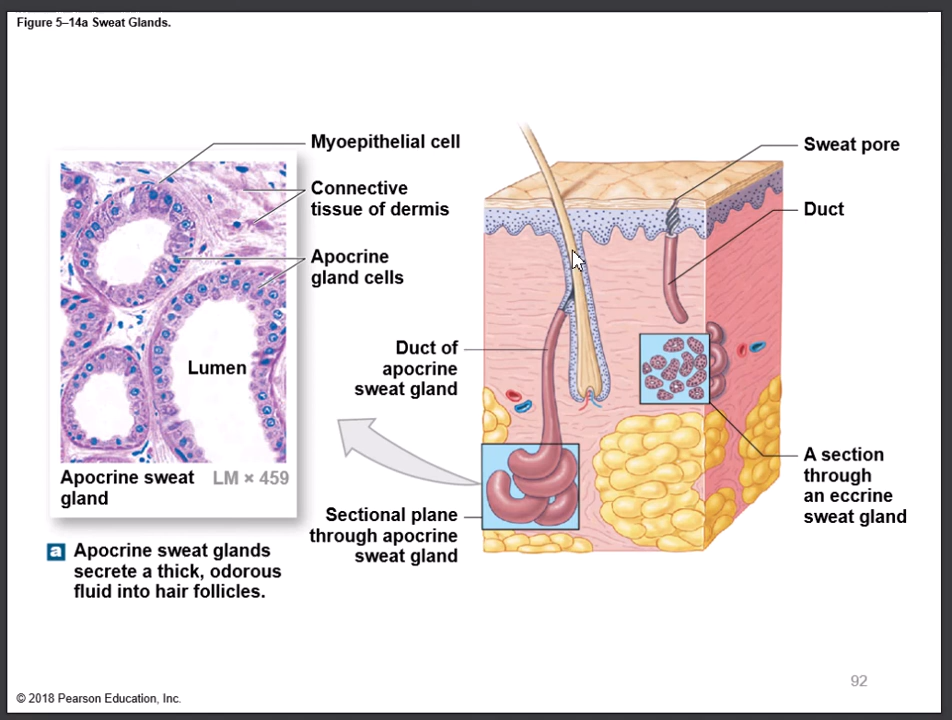 Figure 5–14a Sweat Glands.
Myoepithelial cell
Connective
tissue of dermis
Apocrine
gland cells
Lumen
Apocrine sweat
gland
LM × 459
a Apocrine sweat glands
secrete a thick, odorous
fluid into hair follicles.
Duct of
apocrine
sweat gland
Sectional plane
through apocrine
sweat gland
Sweat pore
Duct
A section
through
an eccrine
sweat gland
92
© 2018 Pearson Education, Inc.